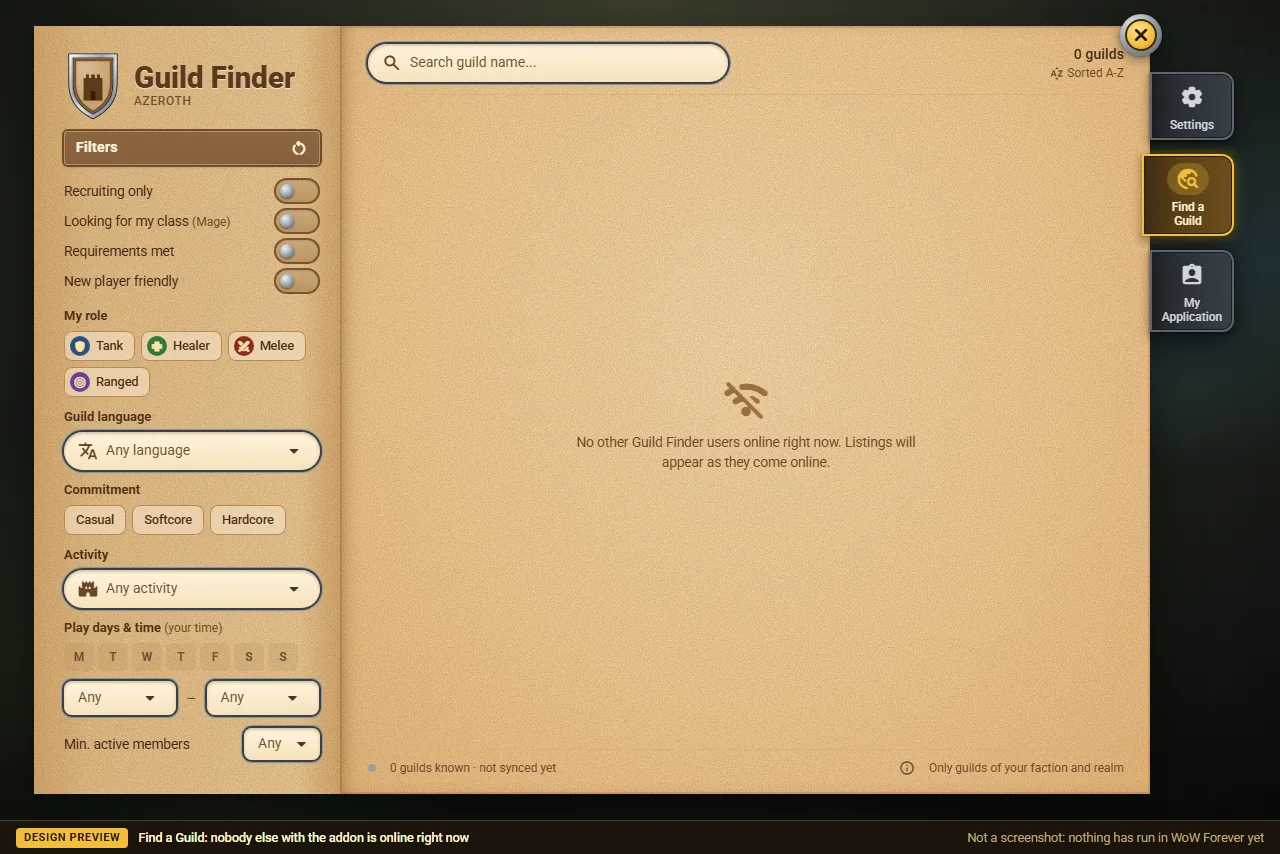 Guild Finder
AZEROTH
Filters
Recruiting only
Looking for my class (Mage)
Requirements met
New player friendly
My role
Tank
Healer
Melee
Ranged
Guild language
Any language
Commitment
Casual
Softcore
Hardcore
Activity
Any activity
Play days & time (your time)
M T W T F S S
Any – Any
Min. active members
Any
Search guild name...
0 guilds
AZ Sorted A-Z
No other Guild Finder users online right now. Listings will
appear as they come online.
0 guilds known · not synced yet
Only guilds of your faction and realm
Settings
Find a
Guild
My
Application
DESIGN PREVIEW
Find a Guild: nobody else with the addon is online right now
Not a screenshot: nothing has run in WoW Forever yet